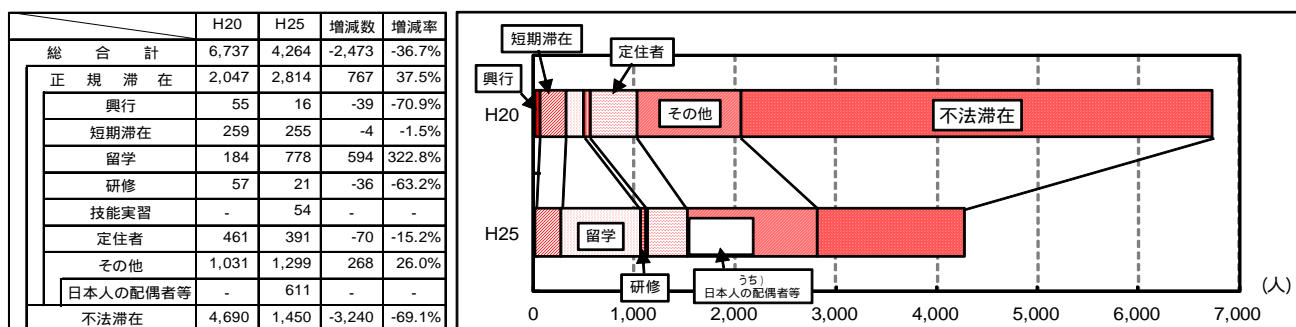 H20 H25 増減数 増減率
総合計 6,737 4,264 -2,473 -36.7%
正規滞在 2,047 2,814 767 37.5%
興行 55 16 -39 -70.9%
短期滞在 259 255 -4 -1.5%
留学 184 778 594 322.8%
研修 57 21 -36 -63.2%
技能実習 - 54 - -
定住者 461 391 -70 -15.2%
その他 1,031 1,299 268 26.0%
日本人の配偶者等 - 611 - -
不法滞在 4,690 1,450 -3,240 -69.1%
短期滞在
定住者
興行
H20
その他
不法滞在
H25
留学
研修
うち)
日本人の配偶者等
(人)
0 1,000 2,000 3,000 4,000 5,000 6,000 7,000